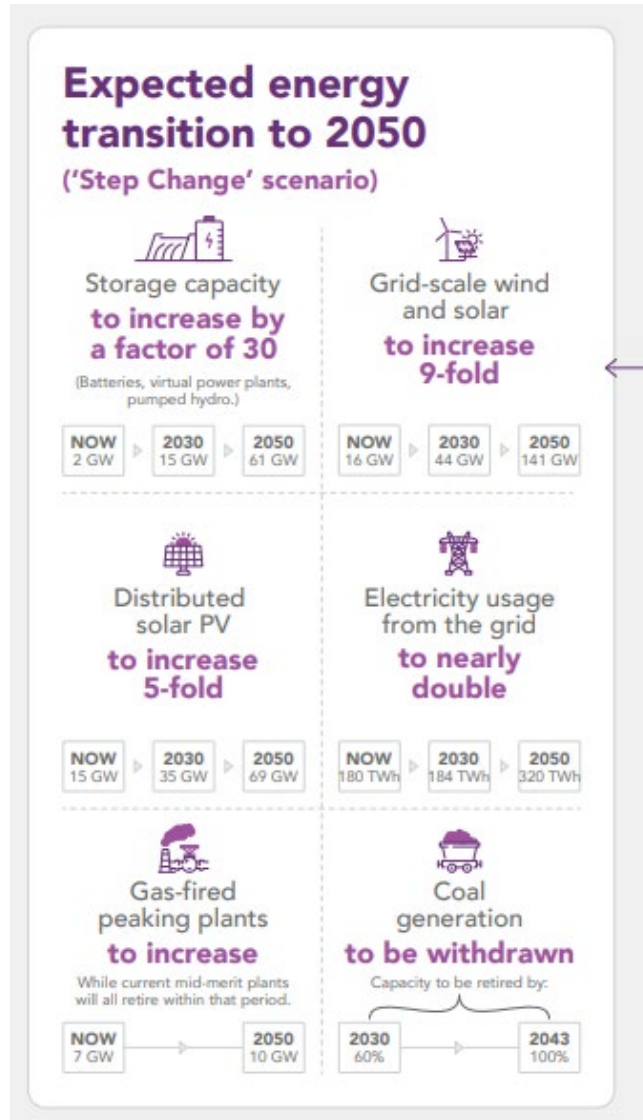 Expected energy
transition to 2050
('Step Change' scenario)
Storage capacity
to increase by
a factor of 30
(Batteries, virtual power plants,
pumped hydro.)
NOW
2 GW
2030
15 GW
2050
61 GW
Grid-scale wind
and solar
to increase
9-fold
NOW
16 GW
2030
44 GW
2050
141 GW
Distributed
solar PV
to increase
5-fold
NOW
15 GW
2030
35 GW
2050
69 GW
Electricity usage
from the grid
to nearly
double
NOW
180 TWh
2030
184 TWh
2050
320 TWh
Gas-fired
peaking plants
to increase
While current mid-merit plants
will all retire within that period.
NOW
7 GW
2050
10 GW
Coal
generation
to be withdrawn
Capacity to be retired by:
2030
60%
2043
100%